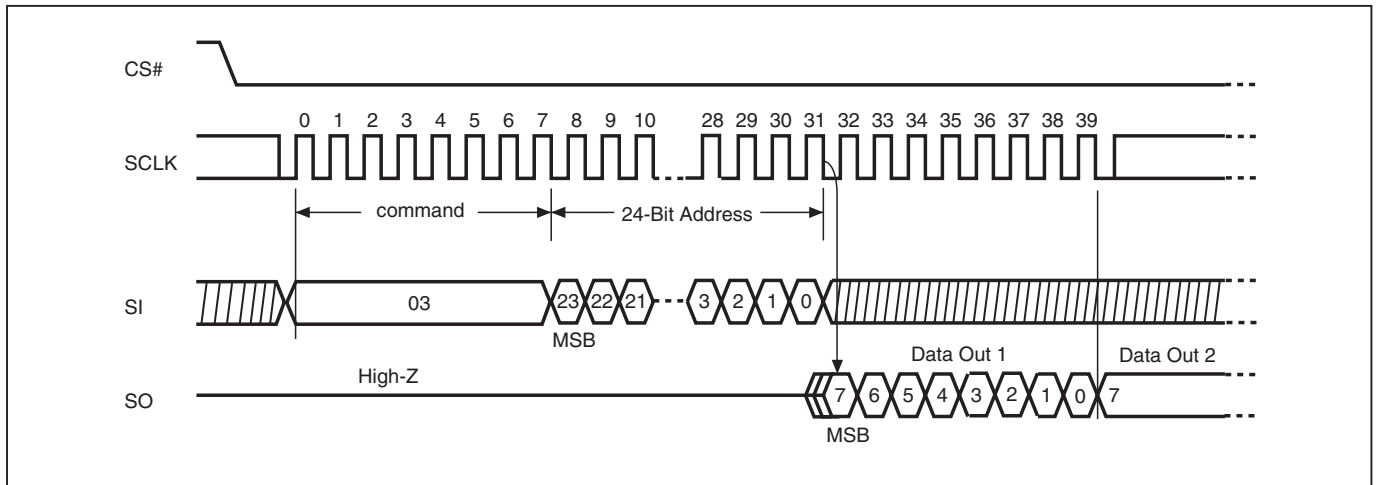 CS#
0 1 2 3 4 5 6 7 8 9 10 28 29 30 31 32 33 34 35 36 37 38 39
SCLK
command 24-Bit Address
SI 03 23 22 21 3 2 1 0
MSB
Data Out 1 Data Out 2
High-Z
SO 7 6 5 4 3 2 1 0 7
MSB